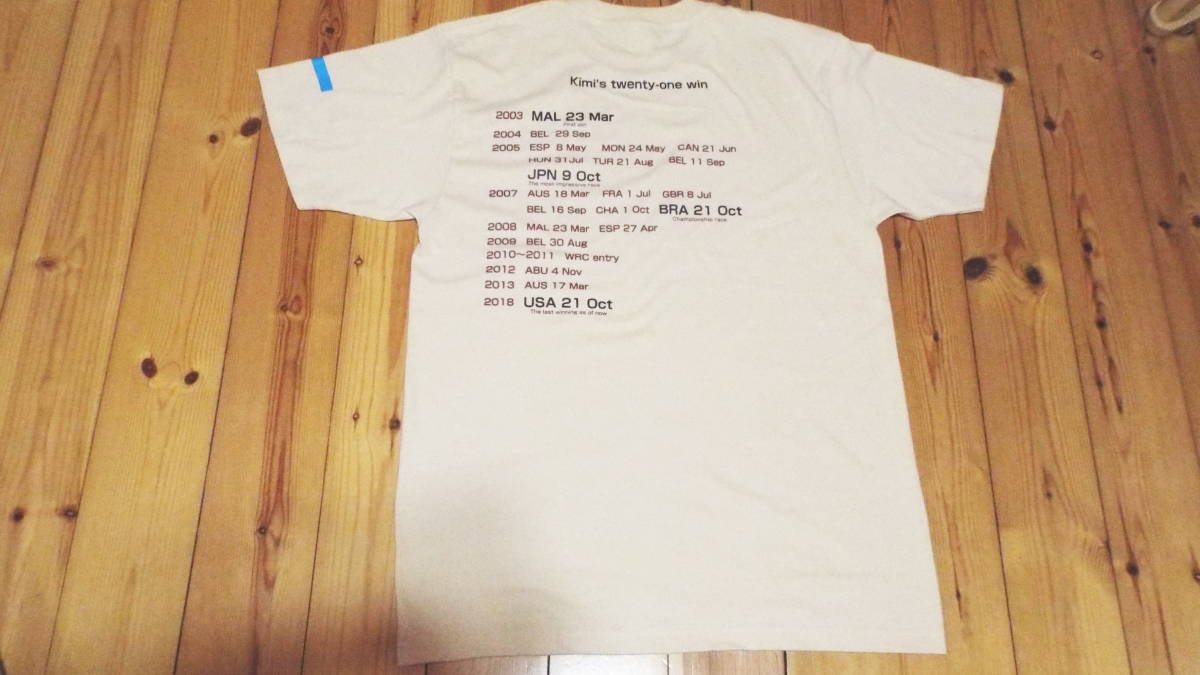 Kimi's twenty-one win
2003 MAL 23 Mar
First win
2004 BEL 29 Sep
2005 ESP 8 May MON 24 May CAN 21 Jun
HUN 31 Jul TUR 21 Aug BEL 11 Sep
JPN 9 Oct
The most impressive race
2007 AUS 18 Mar FRA 1 Jul GBR 8 Jul
BEL 16 Sep CHA 1 Oct BRA 21 Oct
Championship race
2008 MAL 23 Mar ESP 27 Apr
2009 BEL 30 Aug
2010~2011 WRC entry
2012 ABU 4 Nov
2013 AUS 17 Mar
2018 USA 21 Oct
The last winning as of now